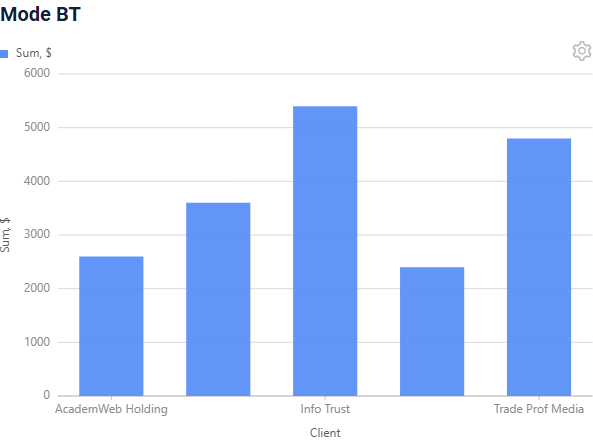 Mode BT
Sum, $
6000
5000
4000
3000
2000
1000
0
Sum, $
AcademWeb Holding
Info Trust
Trade Prof Media
Client